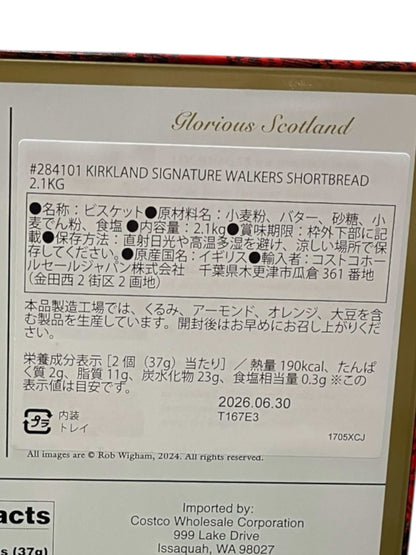 Glorious Scotland
#284101 KIRKLAND SIGNATURE WALKERS SHORTBREAD
2.1KG
●名称：ビスケット●原材料名：小麦粉、バター、砂糖、小
麦でん粉、食塩 ●内容量：2.1kg●賞味期限：枠外下部に記
載●保存方法：直射日光や高温多湿を避け、涼しい場所で保
存してください。●原産国名：イギリス●輸入者：コストコホ
ールセールジャパン株式会社　千葉県木更津市瓜倉 361 番地
（金田西 2 街区 2 画地）
本品製造工場では、くるみ、アーモンド、オレンジ、大豆を含
む製品を生産しています。開封後はお早めにお召し上がりくだ
さい。
栄養成分表示［2 個（37g）当たり］／ 熱量 190kcal、たんぱ
く質 2g、脂質 11g、炭水化物 23g、食塩相当量 0.3g ※この
表示値は目安です。
2026.06.30
T167E3
プラ
内装
トレイ
1705XCJ
All images are © Rob Wigham, 2024. All rights reserved.
acts
s (37g)
Imported by:
Costco Wholesale Corporation
999 Lake Drive
Issaquah, WA 98027